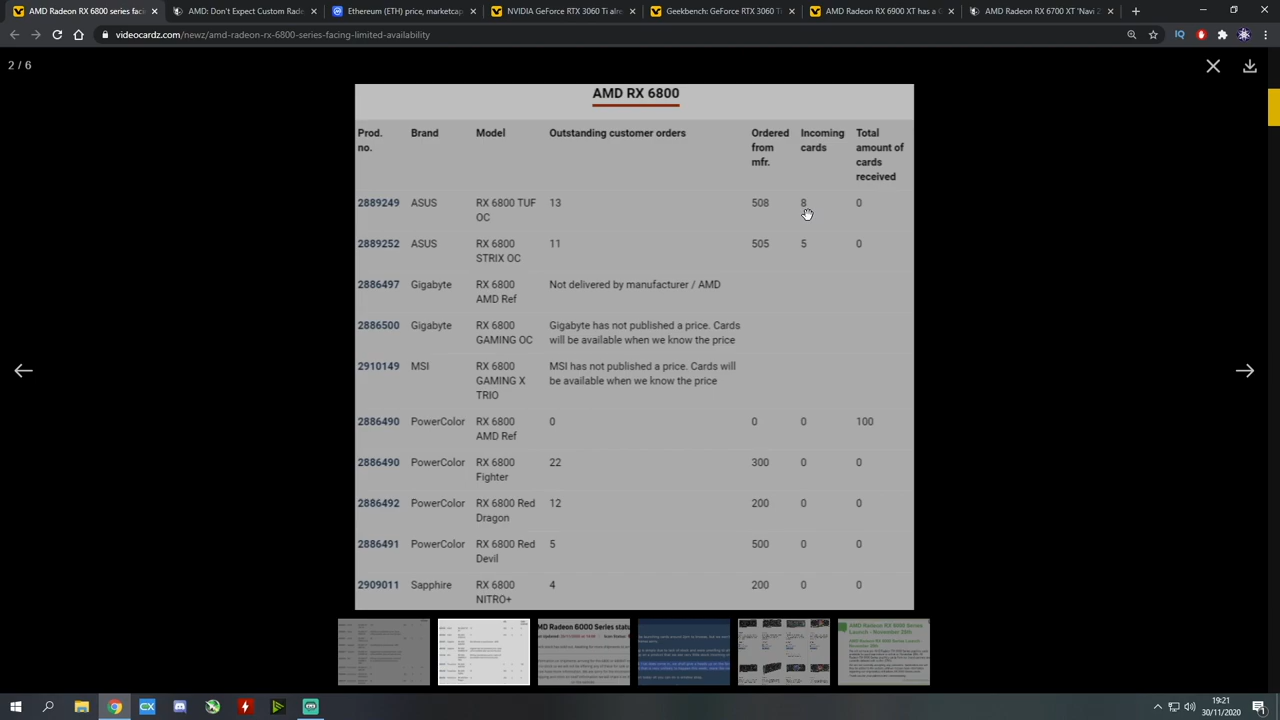 AMD Radeon RX 6800 series fac
AMD: Don't Expect Custom Rade
Ethereum (ETH) price, marketcap
NVIDIA GeForce RTX 3060 Ti alre
Geekbench: GeForce RTX 3060 T
AMD Radeon RX 6900 XT has a
AMD Radeon RX 6700 XT 'Navi
videocardz.com/newz/amd-radeon-rx-6800-series-facing-limited-availability
2 / 6
AMD RX 6800
Prod. no. Brand Model Outstanding customer orders Ordered from mfr. Incoming cards Total amount of cards received
2889249 ASUS RX 6800 TUF OC 13 508 8 0
2889252 ASUS RX 6800 STRIX OC 11 505 5 0
2886497 Gigabyte RX 6800 AMD Ref Not delivered by manufacturer / AMD
2886500 Gigabyte RX 6800 GAMING OC Gigabyte has not published a price. Cards will be available when we know the price
2910149 MSI RX 6800 GAMING X TRIO MSI has not published a price. Cards will be available when we know the price
2886490 PowerColor RX 6800 AMD Ref 0 0 0 100
2886490 PowerColor RX 6800 Fighter 22 300 0 0
2886492 PowerColor RX 6800 Red Dragon 12 200 0 0
2886491 PowerColor RX 6800 Red Devil 5 500 0 0
2909011 Sapphire RX 6800 NITRO+ 4 200 0 0
MD Radeon 6000 Series stats
AMD Radeon RX 6800 Series
Launch - November 25th
19:21
30/11/2020